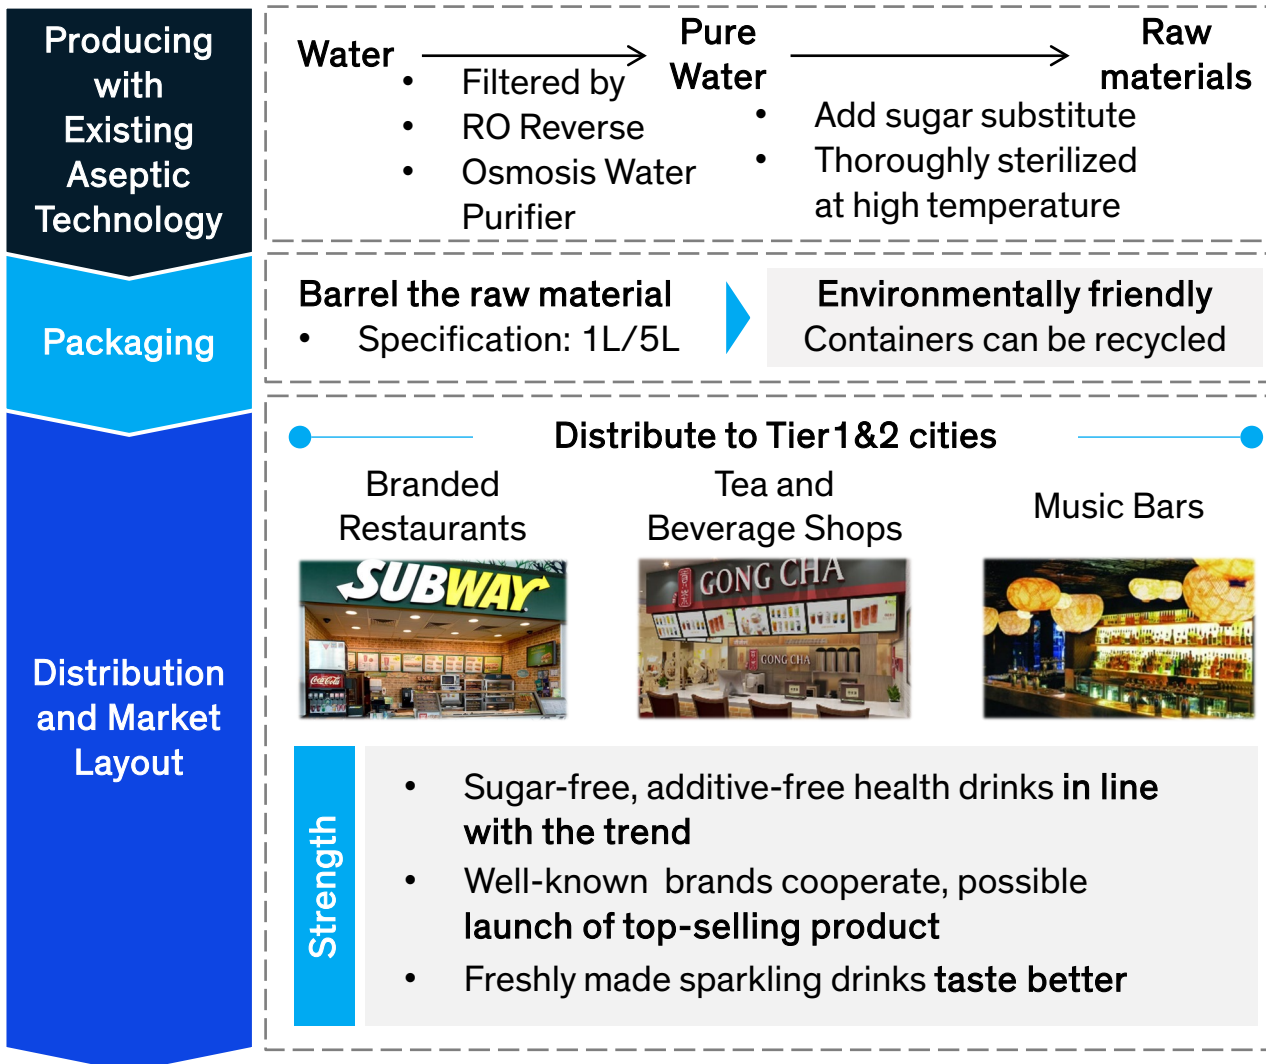 Producing
with
Existing
Aseptic
Technology
Water
Pure
Water
Raw
materials
• Filtered by
• RO Reverse
• Osmosis Water
Purifier
• Add sugar substitute
• Thoroughly sterilized
at high temperature
Packaging
Barrel the raw material
• Specification: 1L/5L
Environmentally friendly
Containers can be recycled
Distribution
and Market
Layout
Distribute to Tier1&2 cities
Branded
Restaurants
Tea and
Beverage Shops
Music Bars
SUBWAY
Coca-Cola
GONG CHA
GONG CHA
Strength
• Sugar-free, additive-free health drinks in line
with the trend
• Well-known brands cooperate, possible
launch of top-selling product
• Freshly made sparkling drinks taste better